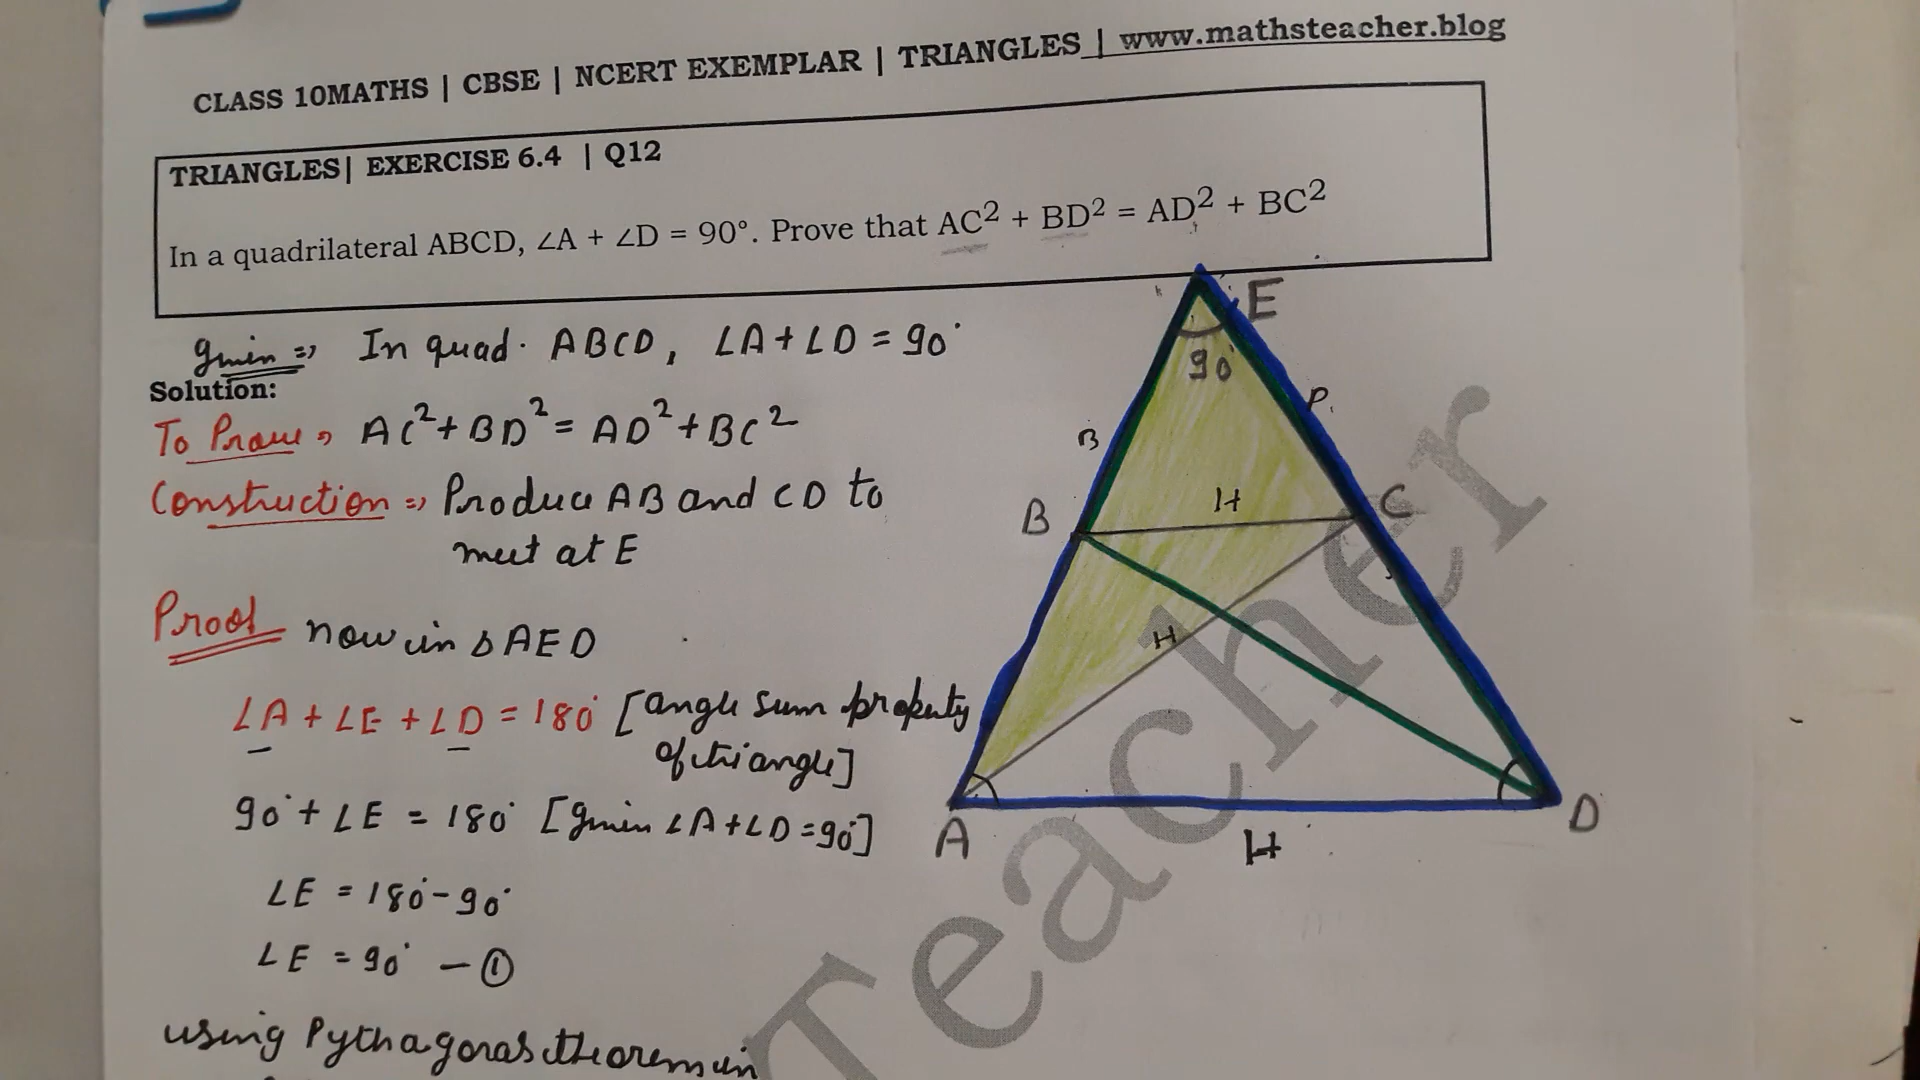 CLASS 10MATHS | CBSE | NCERT EXEMPLAR | TRIANGLES | www.mathsteacher.blog
TRIANGLES| EXERCISE 6.4 | Q12
In a quadrilateral ABCD, ∠A + ∠D = 90°. Prove that AC² + BD² = AD² + BC²
given ⇒ In quad. ABCD, ∠A + ∠D = 90°
Solution:
To Prove ⇒ AC² + BD² = AD² + BC²
Construction ⇒ Produce AB and CD to
meet at E
Proof now in Δ AED
∠A + ∠E + ∠D = 180° [angle sum property
of triangle]
90° + ∠E = 180° [given ∠A + ∠D = 90°]
∠E = 180° - 90°
∠E = 90° — ①
using Pythagoras theorem in
E
90°
P
B
B
H
C
H
A
H
D
Teacher